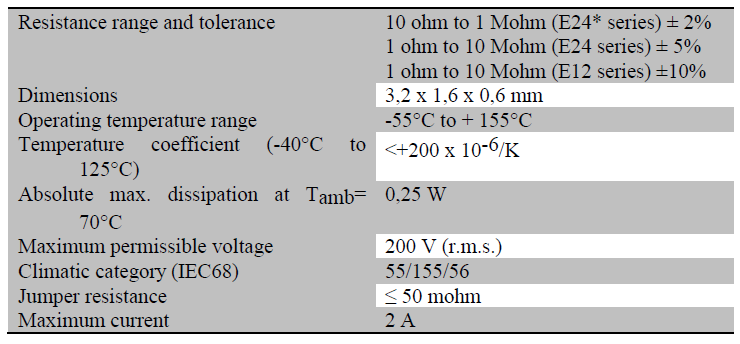 Resistance range and tolerance 10 ohm to 1 Mohm (E24* series) ± 2%
1 ohm to 10 Mohm (E24 series) ± 5%
1 ohm to 10 Mohm (E12 series) ±10%
Dimensions 3,2 x 1,6 x 0,6 mm
Operating temperature range -55°C to + 155°C
Temperature coefficient (-40°C to
125°C) <+200 x 10-6/K
Absolute max. dissipation at Tamb= 0,25 W
70°C
Maximum permissible voltage 200 V (r.m.s.)
Climatic category (IEC68) 55/155/56
Jumper resistance ≤ 50 mohm
Maximum current 2 A